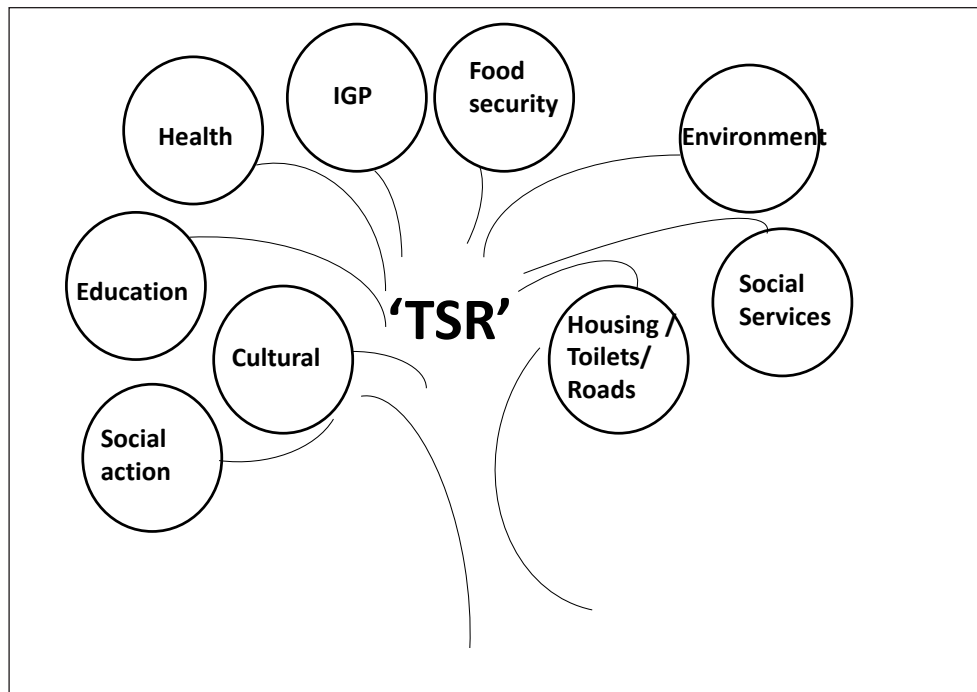 Health
IGP
Food
security
Environment
Education
‘TSR’
Cultural
Housing /
Toilets/
Roads
Social
Services
Social
action